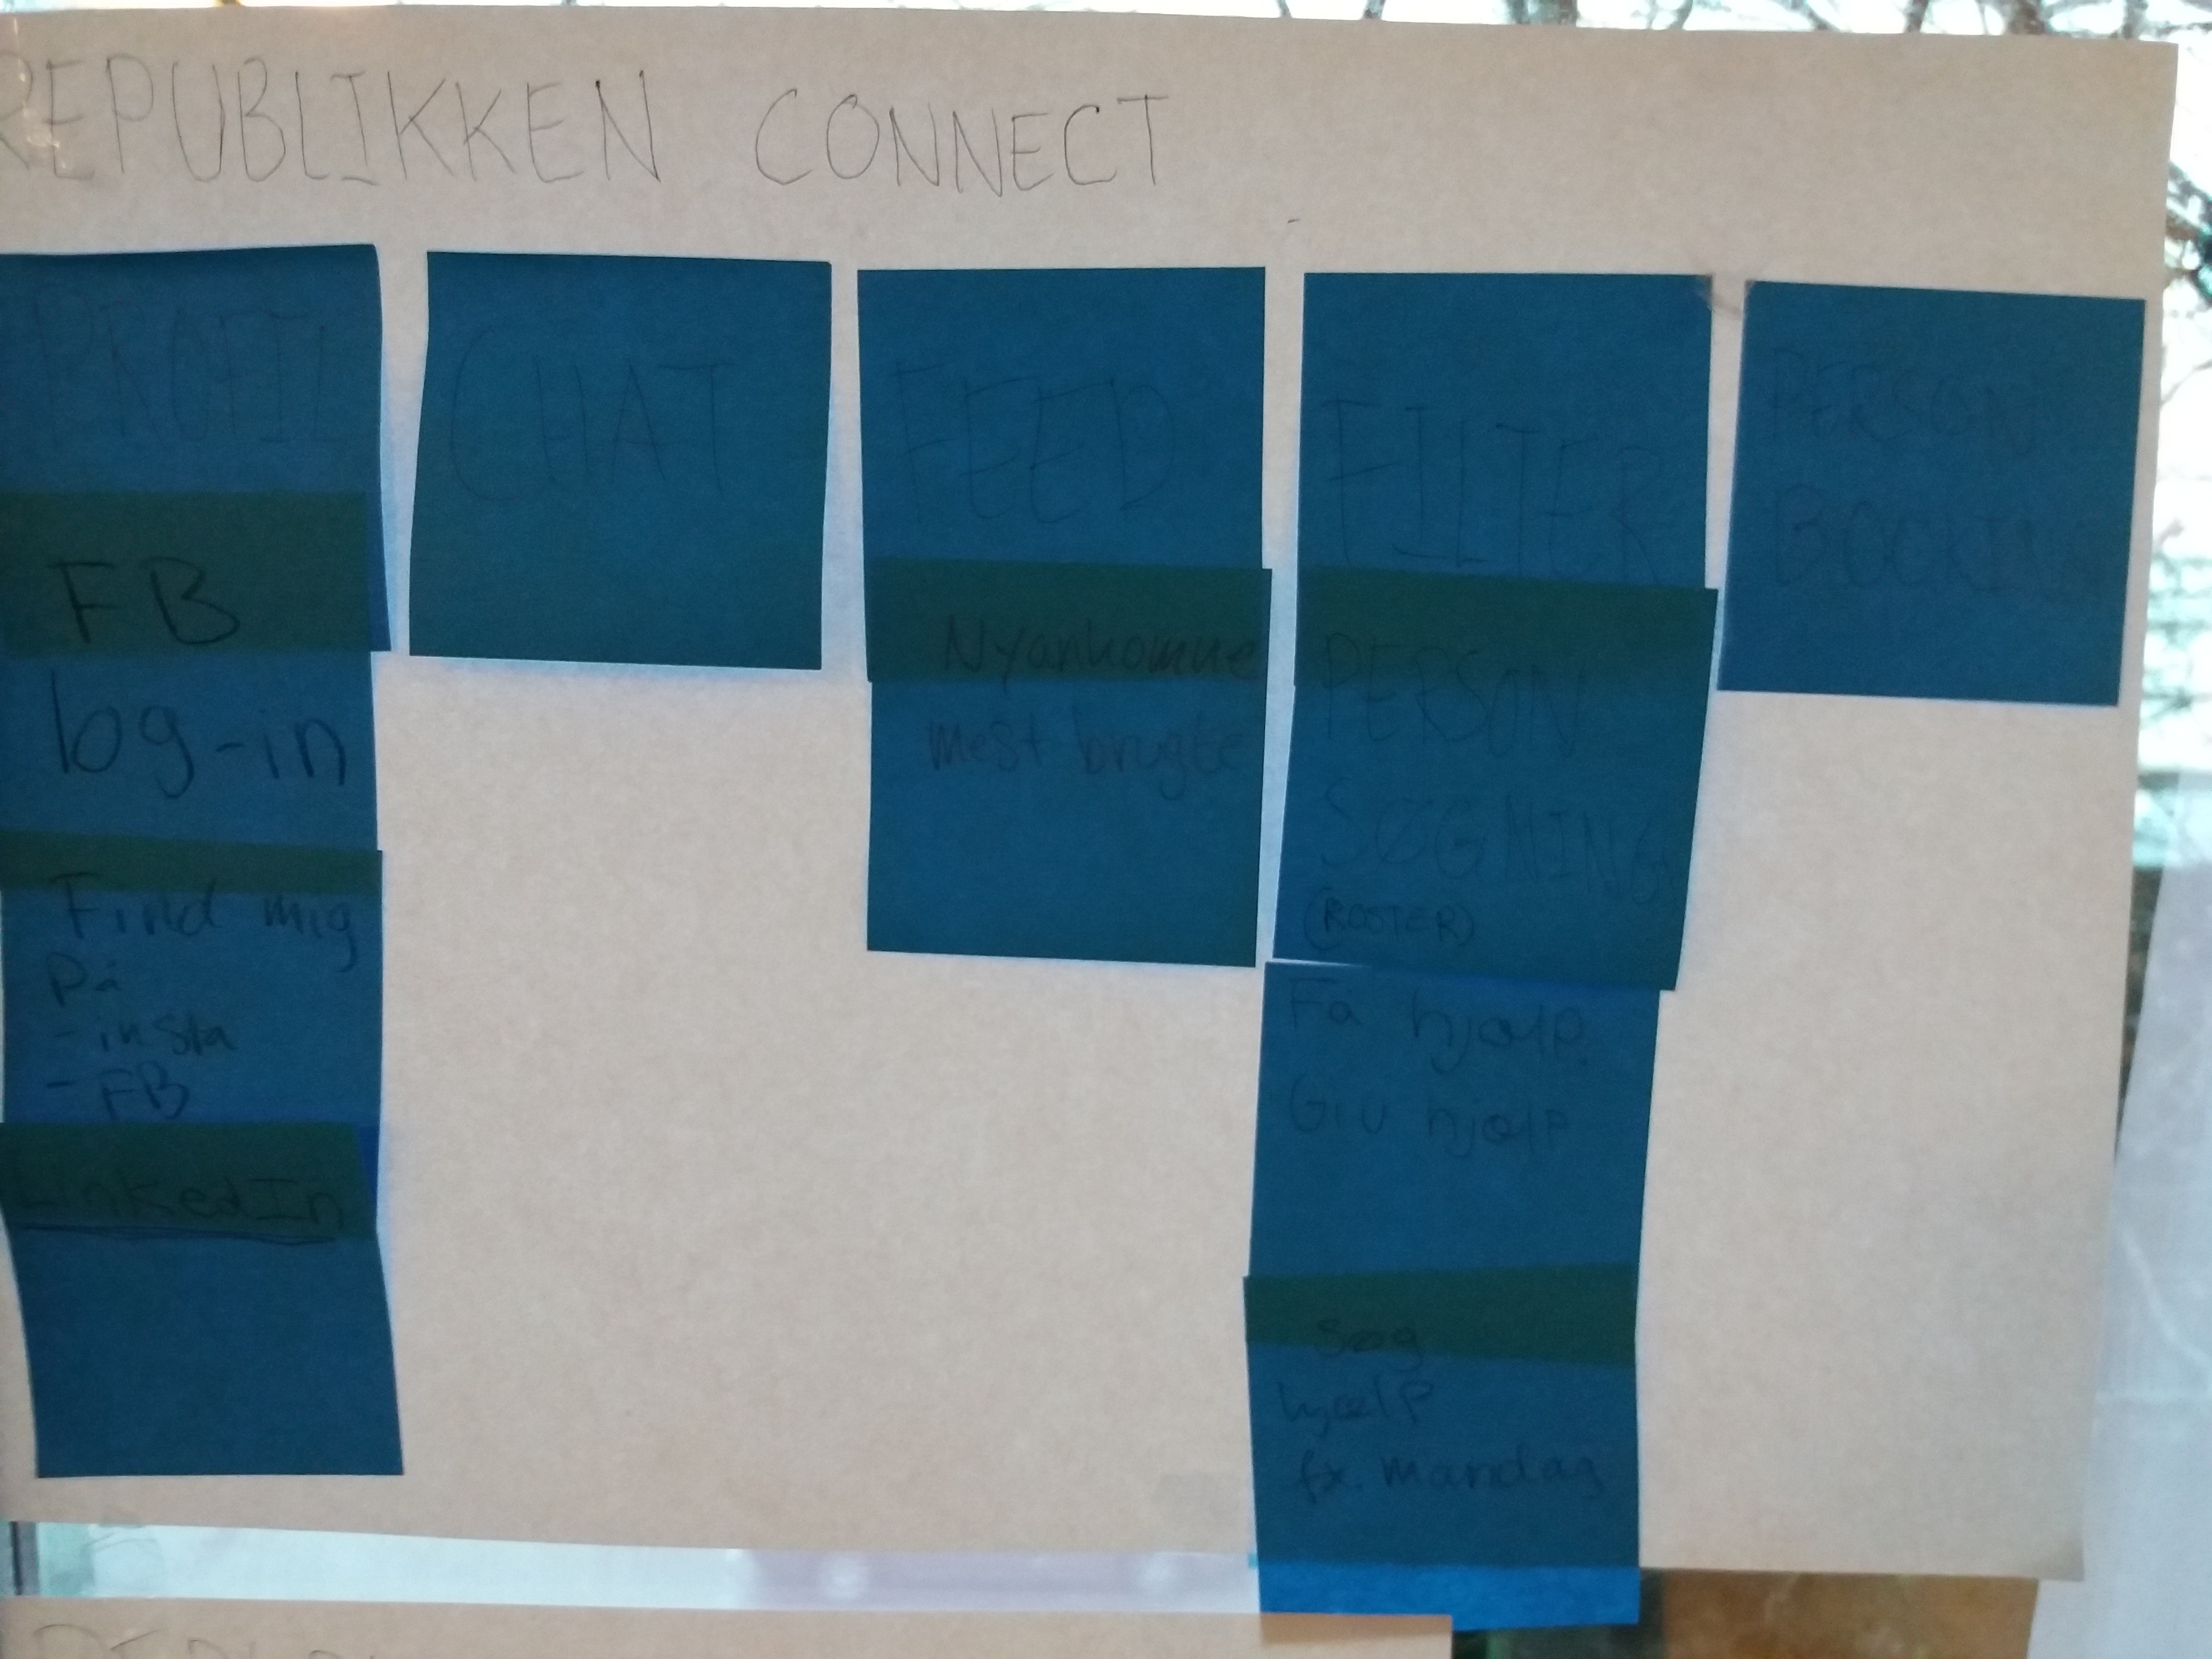 REPUBLIKKEN CONNECT
PROFIL
FB
log-in
Find mig
på
- insta
- FB
LinkedIn
CHAT
FEED
Nyankomne
mest brugte
FILTER
PERSON
SØGNING
(ROSTER)
Få hjælp
Giv hjælp
Søg
hjælp
fx. mandag
PERSON